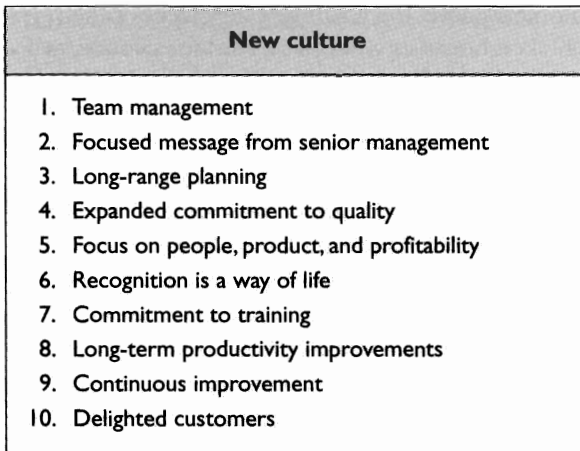 New culture
1. Team management
2. Focused message from senior management
3. Long-range planning
4. Expanded commitment to quality
5. Focus on people, product, and profitability
6. Recognition is a way of life
7. Commitment to training
8. Long-term productivity improvements
9. Continuous improvement
10. Delighted customers